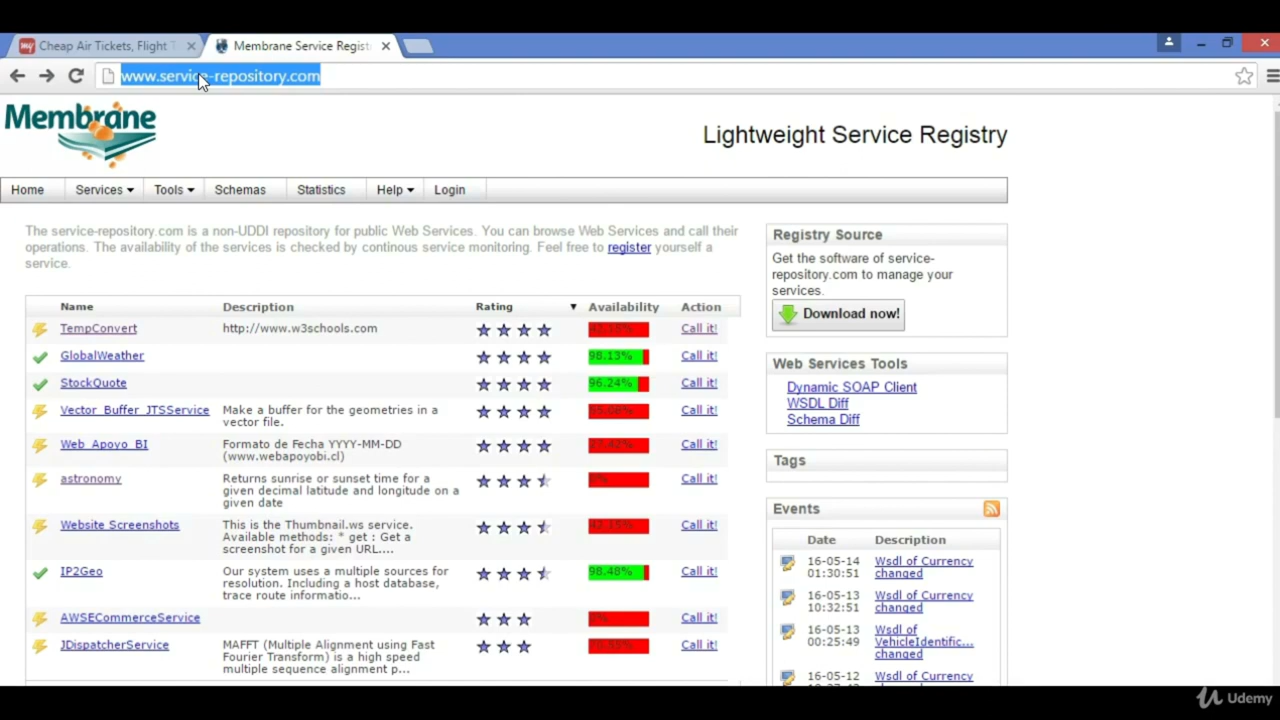 Cheap Air Tickets, Flight T
Membrane Service Regist
www.service-repository.com
Membrane
Lightweight Service Registry
Home Services Tools Schemas Statistics Help Login
The service-repository.com is a non-UDDI repository for public Web Services. You can browse Web Services and call their
operations. The availability of the services is checked by continous service monitoring. Feel free to register yourself a
service.
Name Description Rating Availability Action
TempConvert http://www.w3schools.com Call it!
GlobalWeather 98.13% Call it!
StockQuote 96.24% Call it!
Vector_Buffer_JTSService Make a buffer for the geometries in a Call it!
vector file.
Web_Apoyo_BI Formato de Fecha YYYY-MM-DD Call it!
(www.webapoyobi.cl)
astronomy Returns sunrise or sunset time for a Call it!
given decimal latitude and longitude on a
given date
Website Screenshots This is the Thumbnail.ws service. Call it!
Available methods: * get : Get a
screenshot for a given URL....
IP2Geo Our system uses a multiple sources for 98.48% Call it!
resolution. Including a host database,
trace route informatio...
AWSECommerceService Call it!
JDispatcherService MAFFT (Multiple Alignment using Fast Call it!
Fourier Transform) is a high speed
multiple sequence alignment p...
Registry Source
Get the software of service-
repository.com to manage your
services.
Download now!
Web Services Tools
Dynamic SOAP Client
WSDL Diff
Schema Diff
Tags
Events
Date Description
16-05-14 Wsdl of Currency
01:30:51 changed
16-05-13 Wsdl of Currency
10:32:51 changed
16-05-13 Wsdl of
00:25:49 VehicleIdentific...
changed
16-05-12 Wsdl of Currency
Udemy